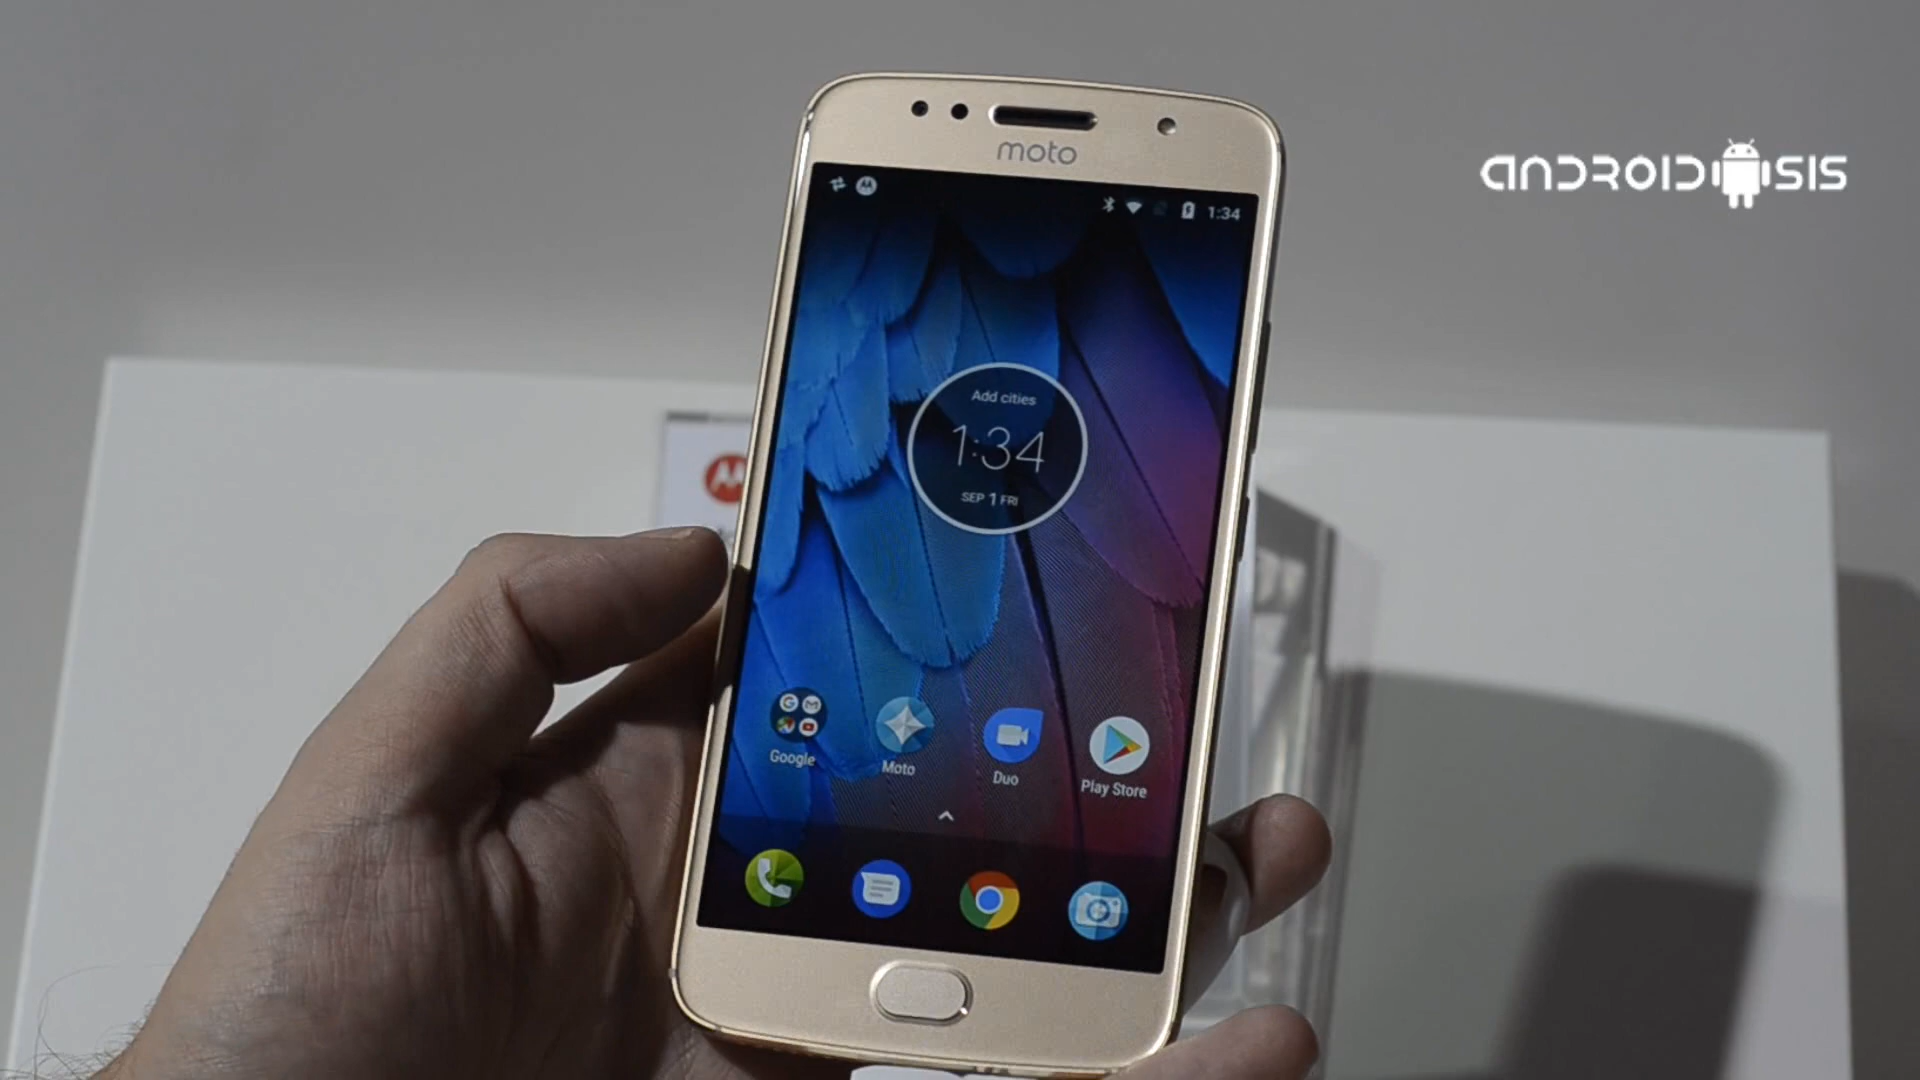 moto
ANDROIDSIS
1:34
Add cities
1:34
SEP 1 FRI
Google
Moto
Duo
Play Store